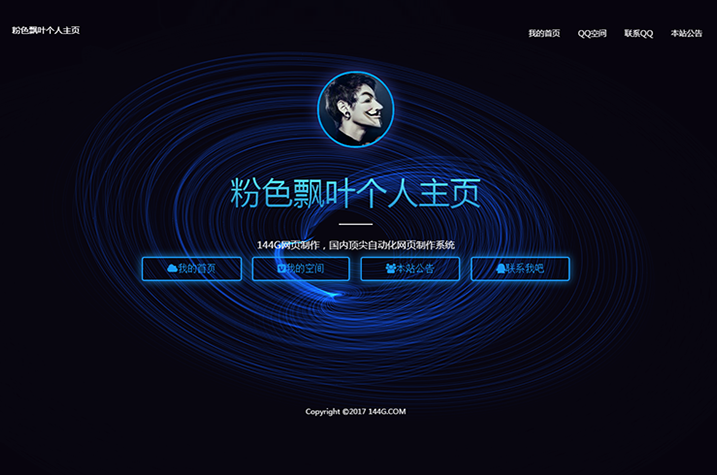 粉色飘叶个人主页
我的首页 QQ空间 联系QQ 本站公告
粉色飘叶个人主页
144G网页制作，国内顶尖自动化网页制作系统
我的首页 我的空间 本站公告 联系我吧
Copyright ©2017 144G.COM